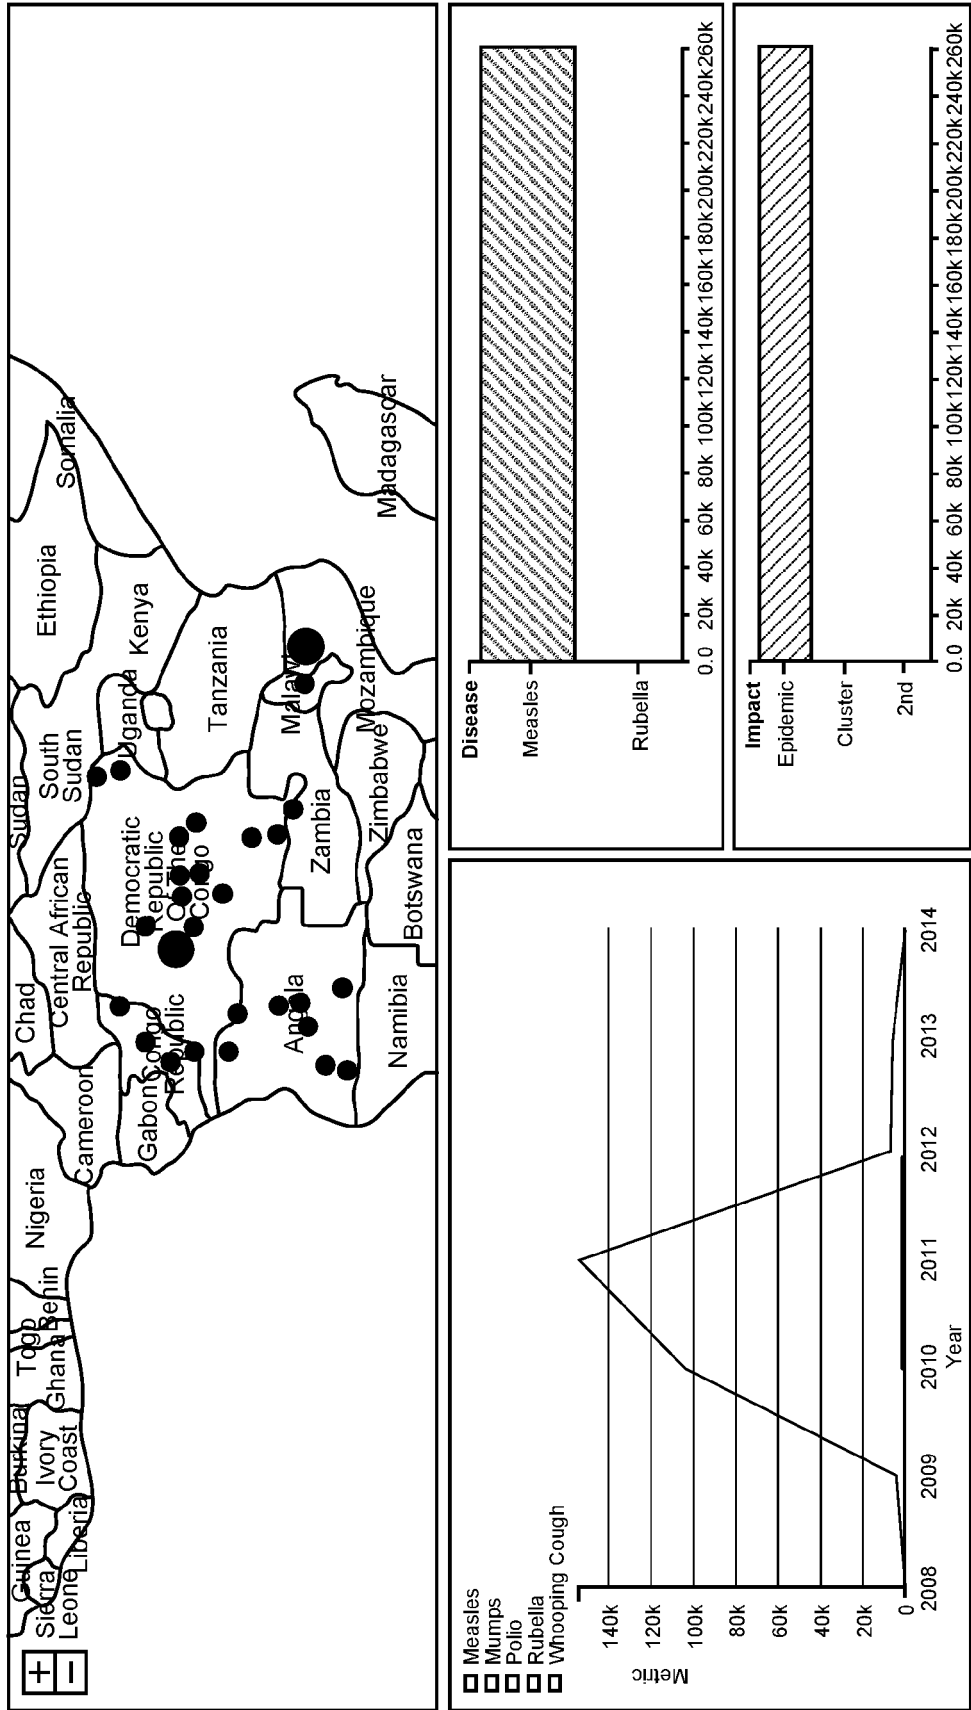 +
−
Guinea
Sierra
Leone
Liberia
Burkina
Ivory
Coast
Ghana
Togo
Benin
Nigeria
Cameroon
Chad
Central African
Republic
Sudan
South
Sudan
Ethiopia
Somalia
Gabon
Congo
Republic
Democratic
Republic
Of The
Congo
Uganda
Kenya
Tanzania
Angola
Zambia
Malawi
Mozambique
Zimbabwe
Namibia
Botswana
Madagascar
Measles
Mumps
Polio
Rubella
Whooping Cough
Metric
140k
120k
100k
80k
60k
40k
20k
0
2008 2009 2010 2011 2012 2013 2014
Year
Disease
Measles
Rubella
0.0 20k 40k 60k 80k 100k 120k 140k 160k 180k 200k 220k 240k 260k
Impact
Epidemic
Cluster
2nd
0.0 20k 40k 60k 80k 100k 120k 140k 160k 180k 200k 220k 240k 260k